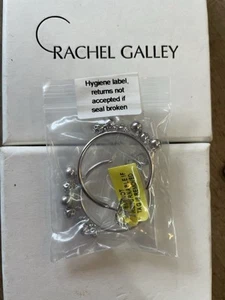 RACHEL GALLEY
Hygiene label,
returns not
accepted if
seal broken